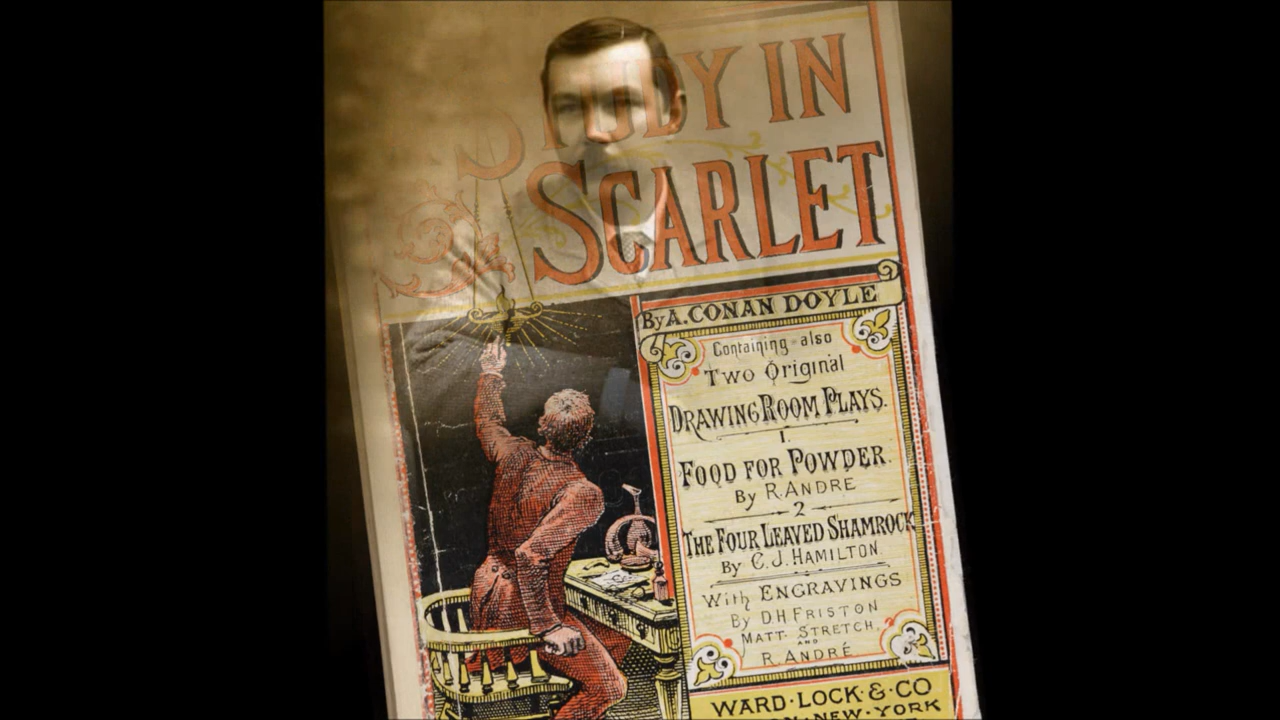 STUDY IN
SCARLET
By A. CONAN DOYLE
Containing also
Two Original
DRAWING ROOM PLAYS.
1.
FOOD FOR POWDER.
By R. ANDRE
2
THE FOUR LEAVED SHAMROCK
By C. J. HAMILTON.
With ENGRAVINGS
By D H FRISTON
MATT. STRETCH.
AND
R. ANDRÉ
WARD·LOCK·&·CO
NEW·YORK